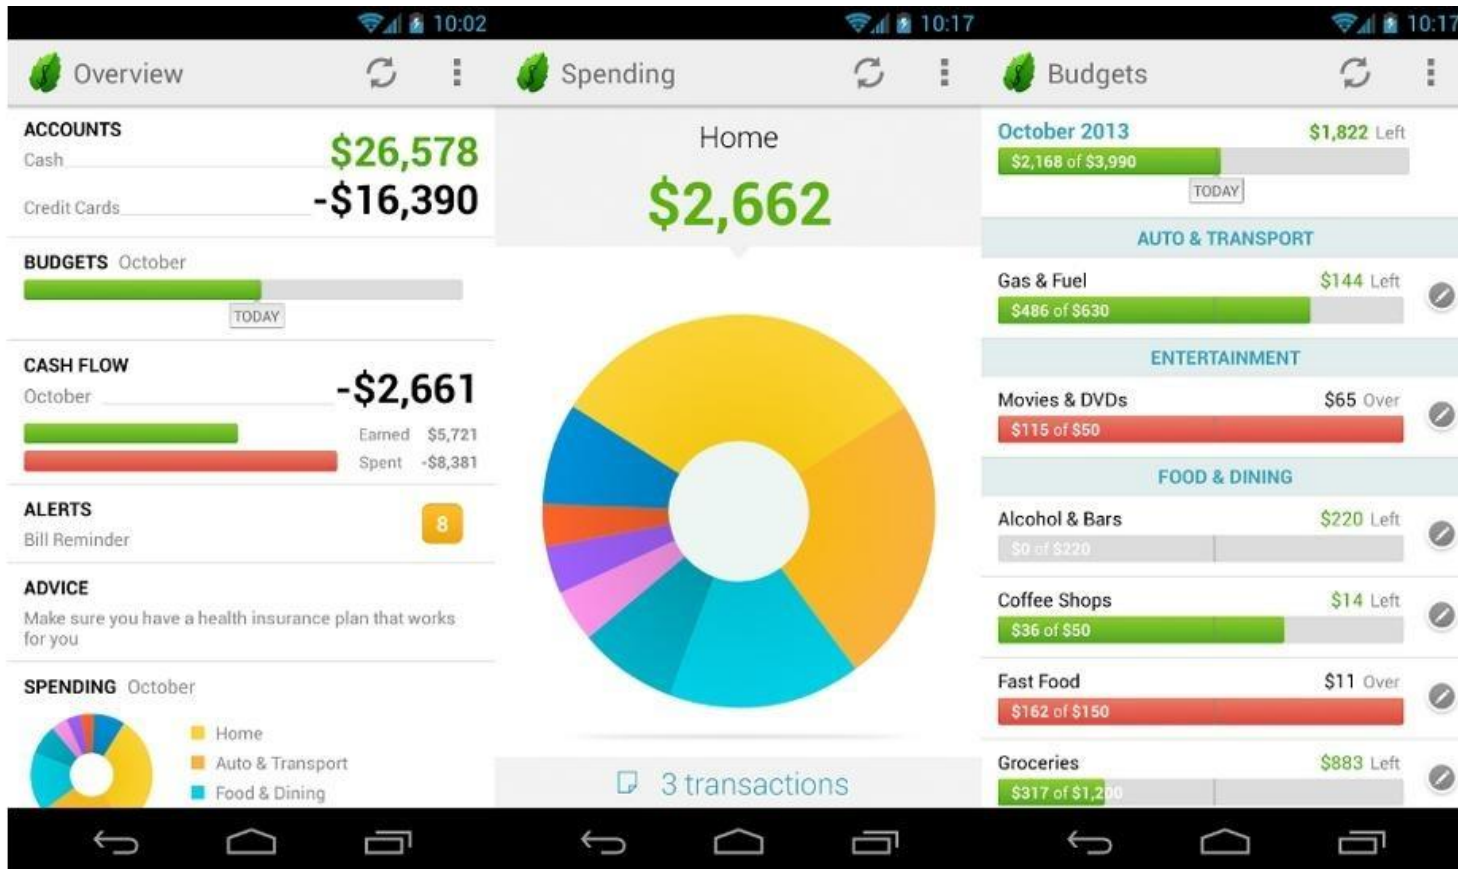 10:02
Overview
ACCOUNTS
Cash $26,578
Credit Cards -$16,390
BUDGETS October
TODAY
CASH FLOW
October -$2,661
Earned $5,721
Spent -$8,381
ALERTS
Bill Reminder 8
ADVICE
Make sure you have a health insurance plan that works
for you
SPENDING October
Home
Auto & Transport
Food & Dining
10:17
Spending
Home
$2,662
3 transactions
10:17
Budgets
October 2013 $1,822 Left
$2,168 of $3,990
TODAY
AUTO & TRANSPORT
Gas & Fuel $144 Left
$486 of $630
ENTERTAINMENT
Movies & DVDs $65 Over
$115 of $50
FOOD & DINING
Alcohol & Bars $220 Left
$0 of $220
Coffee Shops $14 Left
$36 of $50
Fast Food $11 Over
$162 of $150
Groceries $883 Left
$317 of $1,200